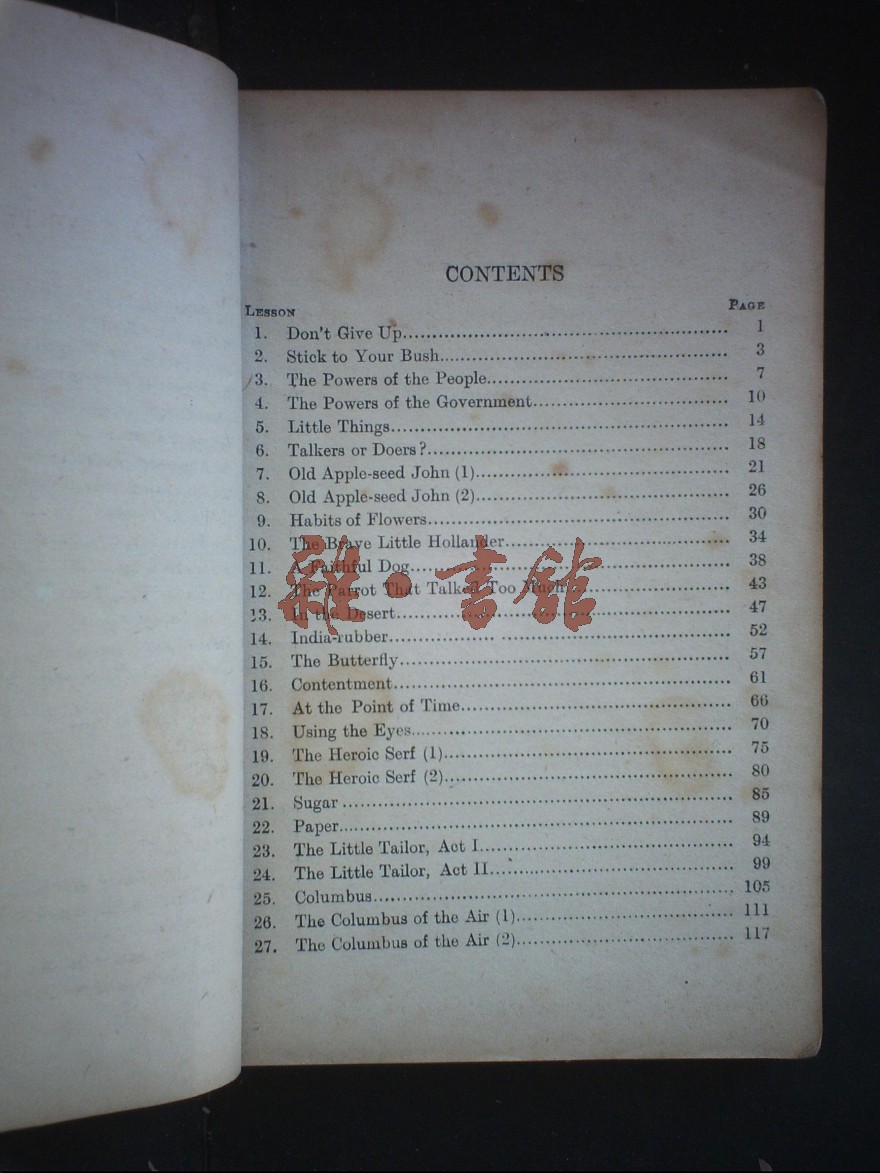 CONTENTS
LESSON PAGE
1. Don't Give Up 1
2. Stick to Your Bush 3
3. The Powers of the People 7
4. The Powers of the Government 10
5. Little Things 14
6. Talkers or Doers? 18
7. Old Apple-seed John (1) 21
8. Old Apple-seed John (2) 26
9. Habits of Flowers 30
10. The Brave Little Hollander 34
11. A Faithful Dog 38
12. The Parrot That Talked Too Much 43
13. In the Desert 47
14. India-rubber 52
15. The Butterfly 57
16. Contentment 61
17. At the Point of Time 66
18. Using the Eyes 70
19. The Heroic Serf (1) 75
20. The Heroic Serf (2) 80
21. Sugar 85
22. Paper 89
23. The Little Tailor, Act I 94
24. The Little Tailor, Act II 99
25. Columbus 105
26. The Columbus of the Air (1) 111
27. The Columbus of the Air (2) 117
雜·書館